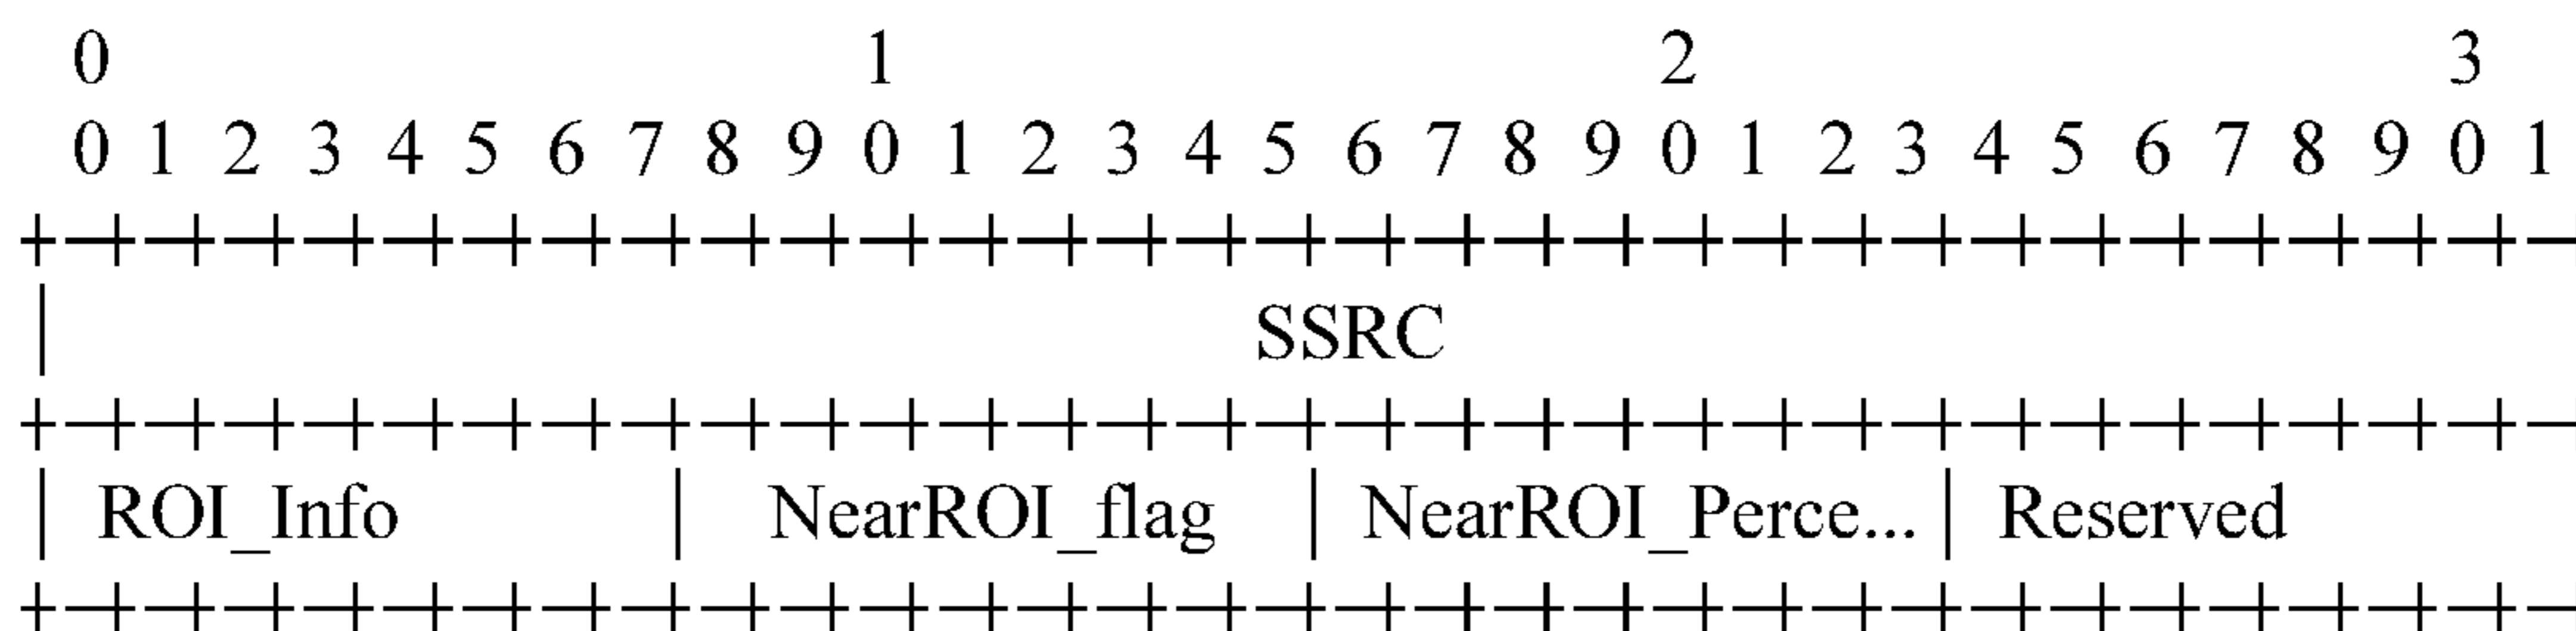 0 1 2 3
0 1 2 3 4 5 6 7 8 9 0 1 2 3 4 5 6 7 8 9 0 1 2 3 4 5 6 7 8 9 0 1
SSRC
ROI_Info | NearROI_flag | NearROI_Perce... | Reserved